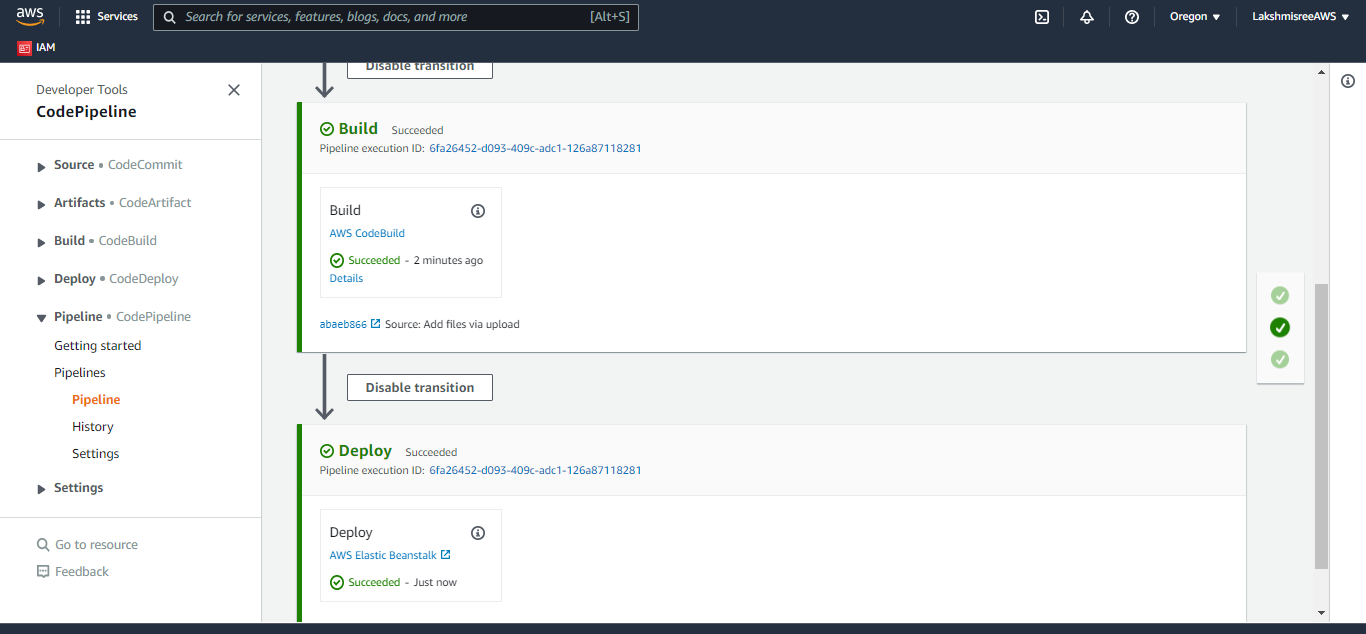 aws
Services
Search for services, features, blogs, docs, and more [Alt+S]
Oregon ▼
LakshmisreeAWS ▼
IAM
Developer Tools
CodePipeline
Source • CodeCommit
Artifacts • CodeArtifact
Build • CodeBuild
Deploy • CodeDeploy
Pipeline • CodePipeline
Getting started
Pipelines
Pipeline
History
Settings
Settings
Go to resource
Feedback
Disable transition
Build Succeeded
Pipeline execution ID: 6fa26452-d093-409c-adc1-126a87118281
Build
AWS CodeBuild
Succeeded - 2 minutes ago
Details
abaeb866 Source: Add files via upload
Disable transition
Deploy Succeeded
Pipeline execution ID: 6fa26452-d093-409c-adc1-126a87118281
Deploy
AWS Elastic Beanstalk
Succeeded - Just now